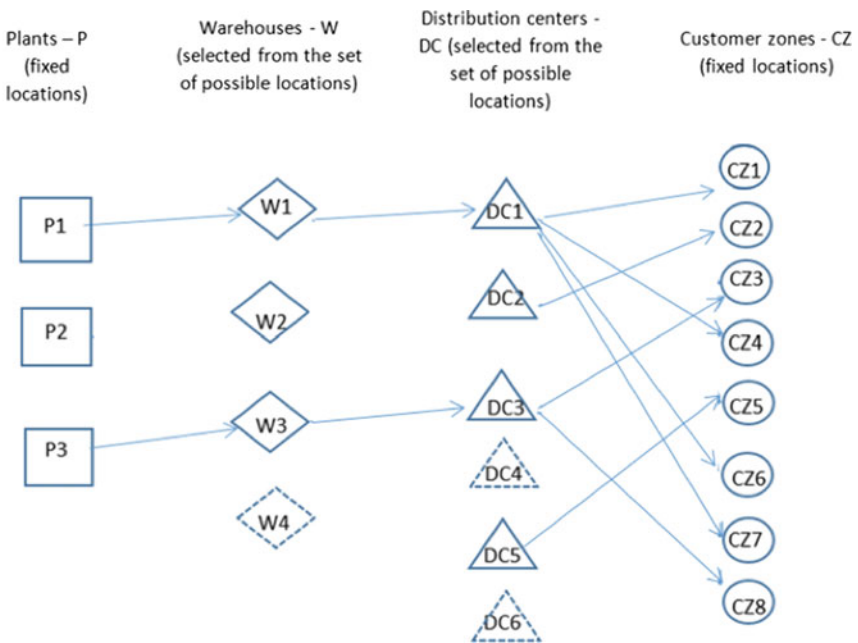 Plants – P
(fixed
locations)
Warehouses - W
(selected from the set
of possible locations)
Distribution centers -
DC (selected from the
set of possible
locations)
Customer zones - CZ
(fixed locations)
P1
P2
P3
W1
W2
W3
W4
DC1
DC2
DC3
DC4
DC5
DC6
CZ1
CZ2
CZ3
CZ4
CZ5
CZ6
CZ7
CZ8